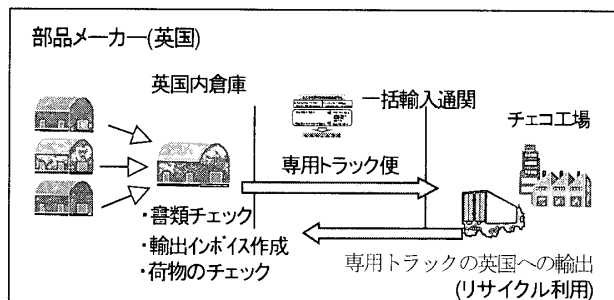 部品メーカー(英国)
英国内倉庫
一括輸入通関
チェコ工場
専用トラック便
・書類チェック
・輸出インボイス作成
・荷物のチェック
専用トラックの英国への輸出
(リサイクル利用)